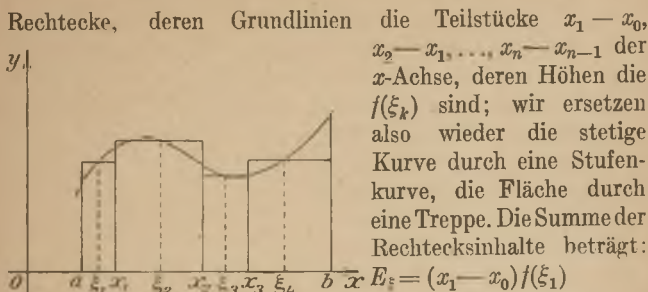 Rechtecke, deren Grundlinien die Teilstücke x₁ — x₀,
x₂— x₁, ..., xₙ— xₙ₋₁ der
x-Achse, deren Höhen die
f(ξₖ) sind; wir ersetzen
also wieder die stetige
Kurve durch eine Stufen-
kurve, die Fläche durch
eine Treppe. Die Summe der
Rechtecksinhalte beträgt:
E_ξ = (x₁— x₀) f(ξ₁)
y
0 a ξ₁ x₁ ξ₂ x₂ ξ₃ x₃ ξ₄ b x